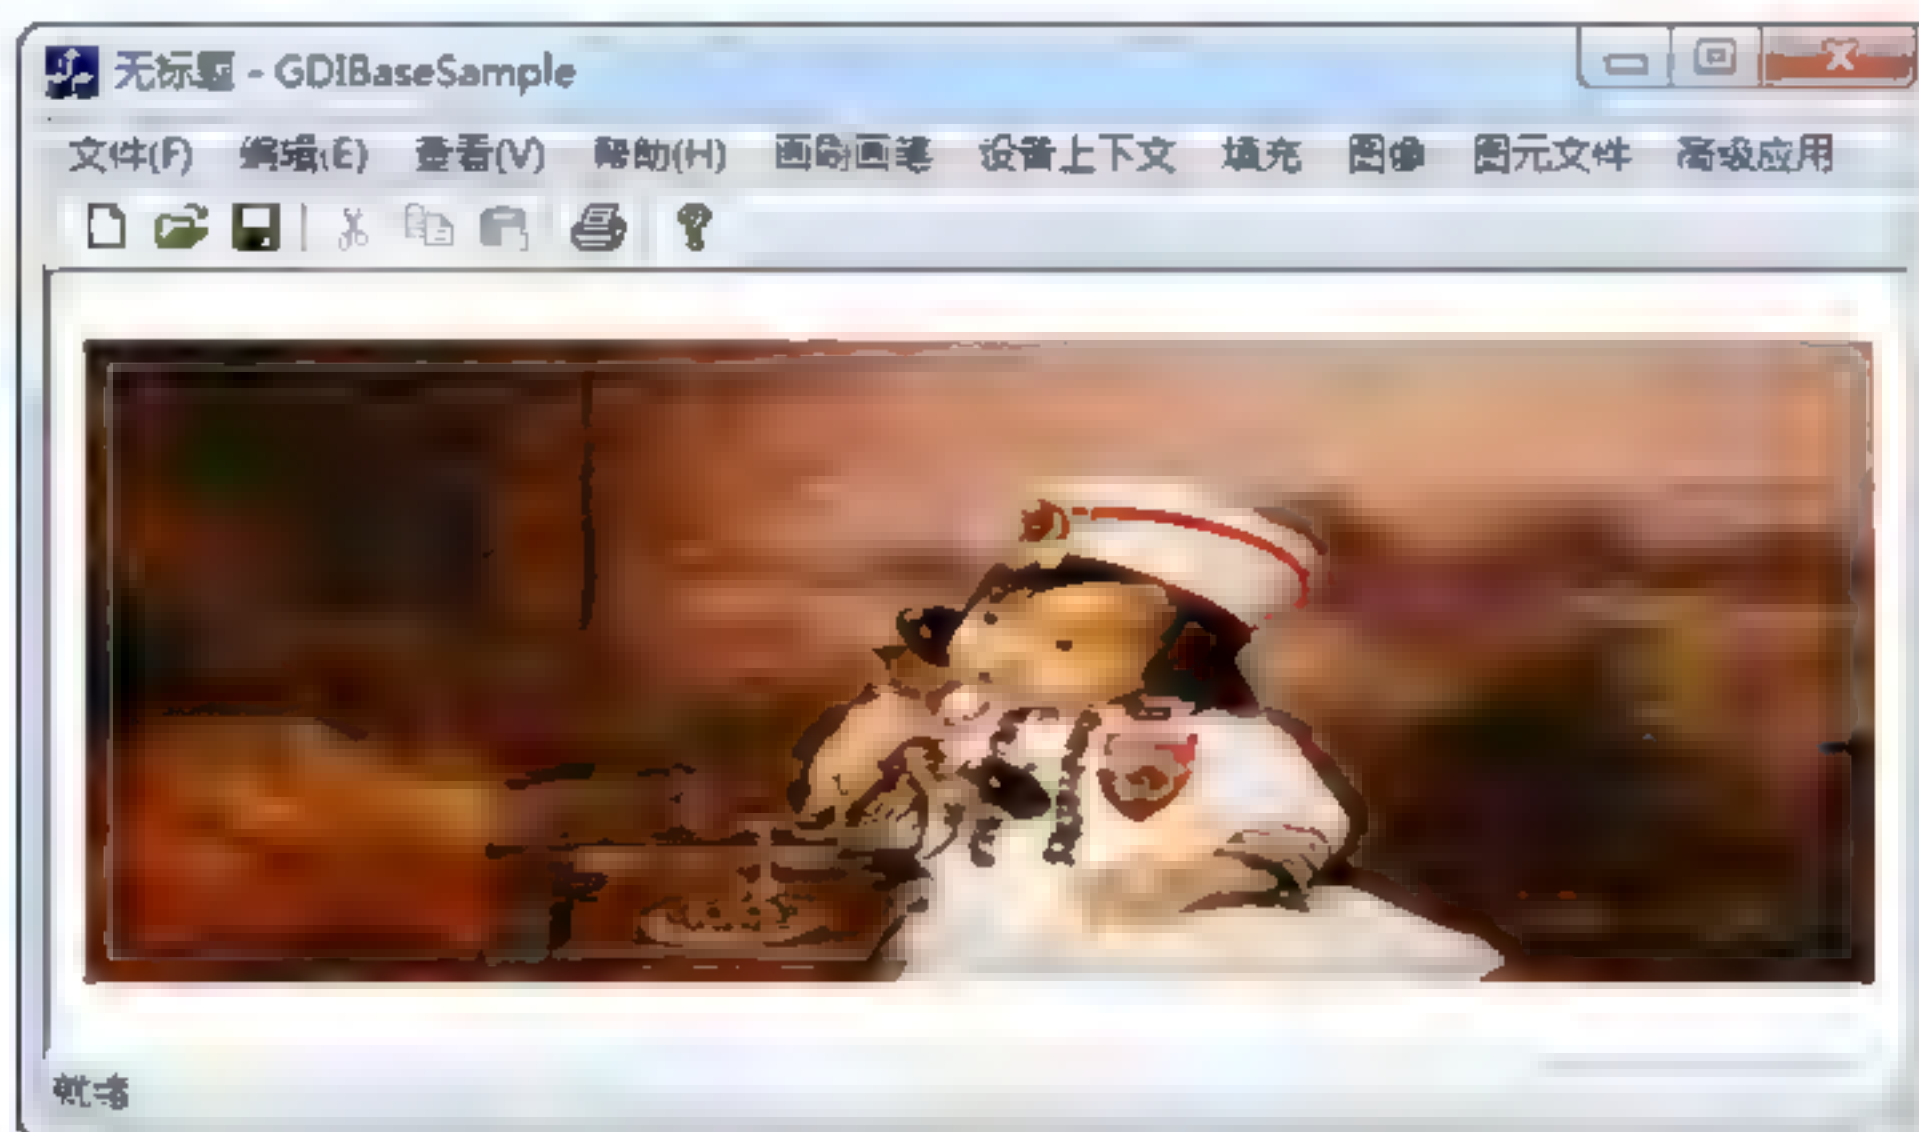 无标题 - GDIBaseSample
文件(F) 编辑(E) 查看(V) 帮助(H) 画刷画笔 设备上下文 填充 图像 图元文件 高级应用
就绪